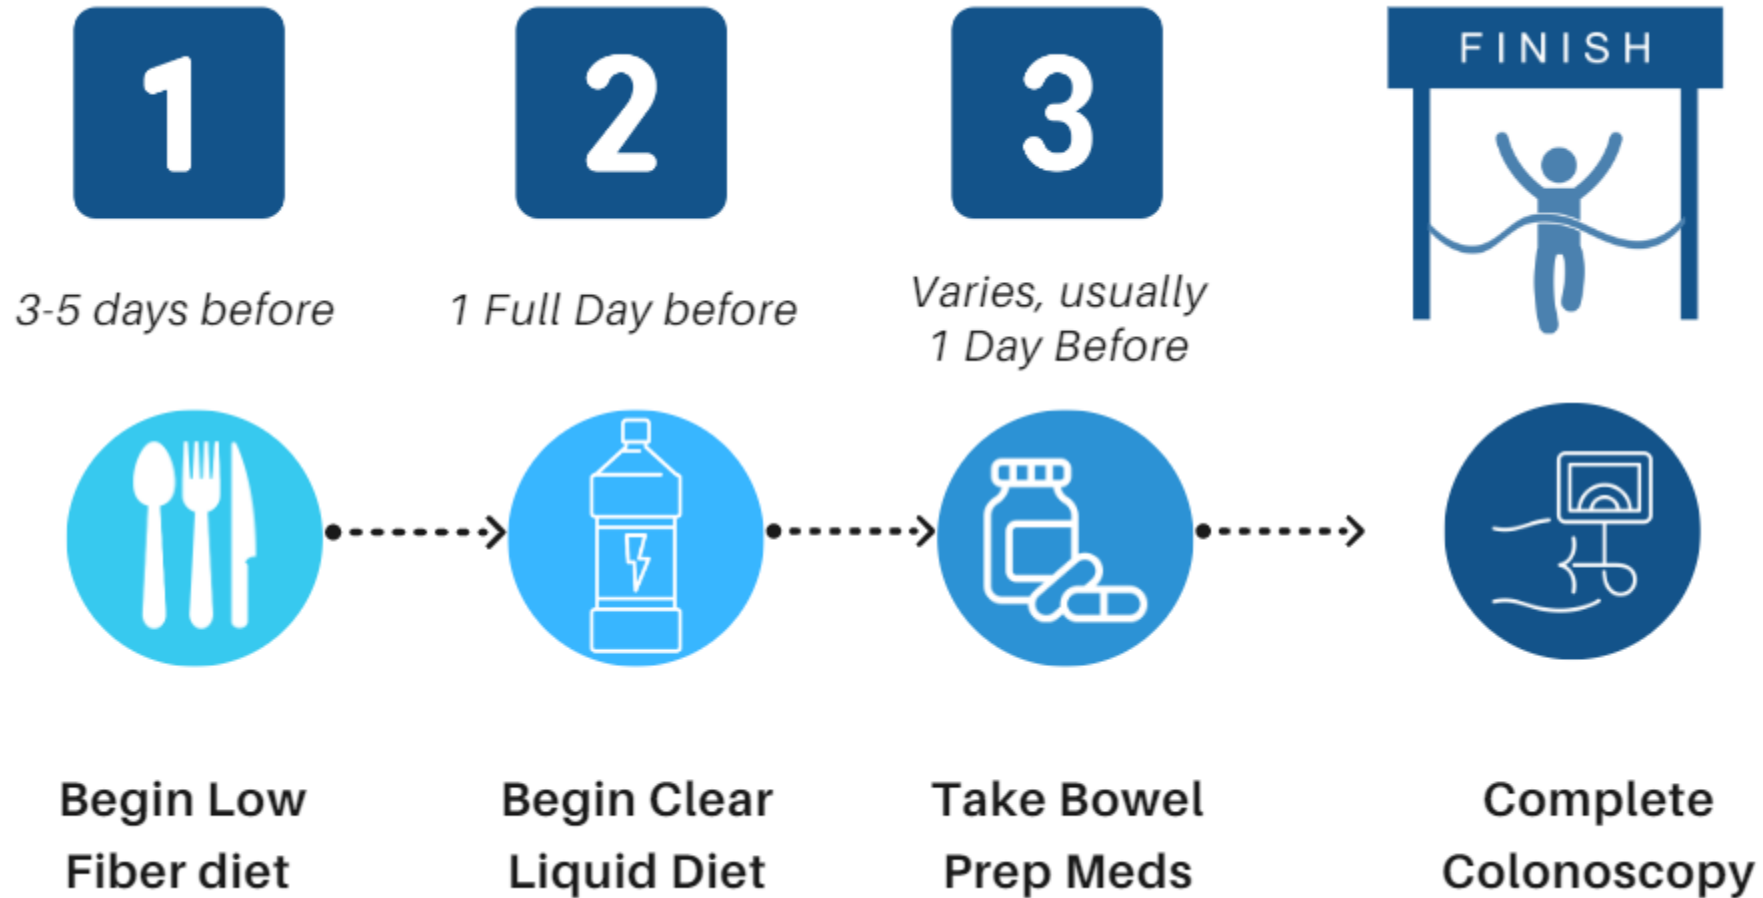 1
2
3
FINISH
3-5 days before
1 Full Day before
Varies, usually
1 Day Before
Begin Low
Fiber diet
Begin Clear
Liquid Diet
Take Bowel
Prep Meds
Complete
Colonoscopy